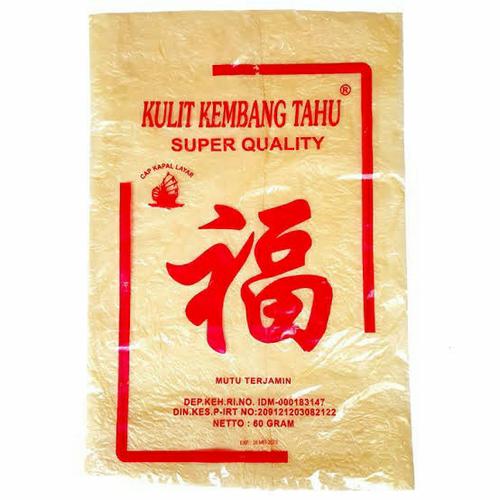 KULIT KEMBANG TAHU ®
SUPER QUALITY
CAP KAPAL LAYAR
福
MUTU TERJAMIN
DEP.KEH.RI.NO. IDM-000183147
DIN.KES.P-IRT NO:209121203082122
NETTO : 60 GRAM